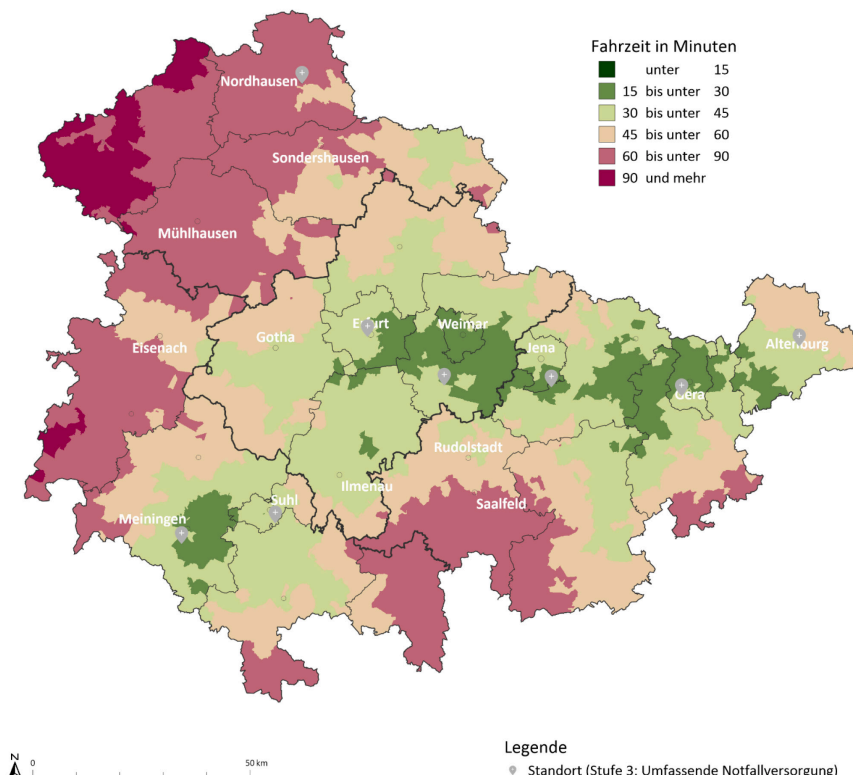 Fahrzeit in Minuten
unter 15
15 bis unter 30
30 bis unter 45
45 bis unter 60
60 bis unter 90
90 und mehr
Nordhausen
Sondershausen
Mühlhausen
Eisenach
Gotha
Erfurt
Weimar
Jena
Gera
Altenburg
Rudolstadt
Saalfeld
Ilmenau
Suhl
Meiningen
N
0 50 km
Legende
Standort (Stufe 3: Umfassende Notfallversorgung)